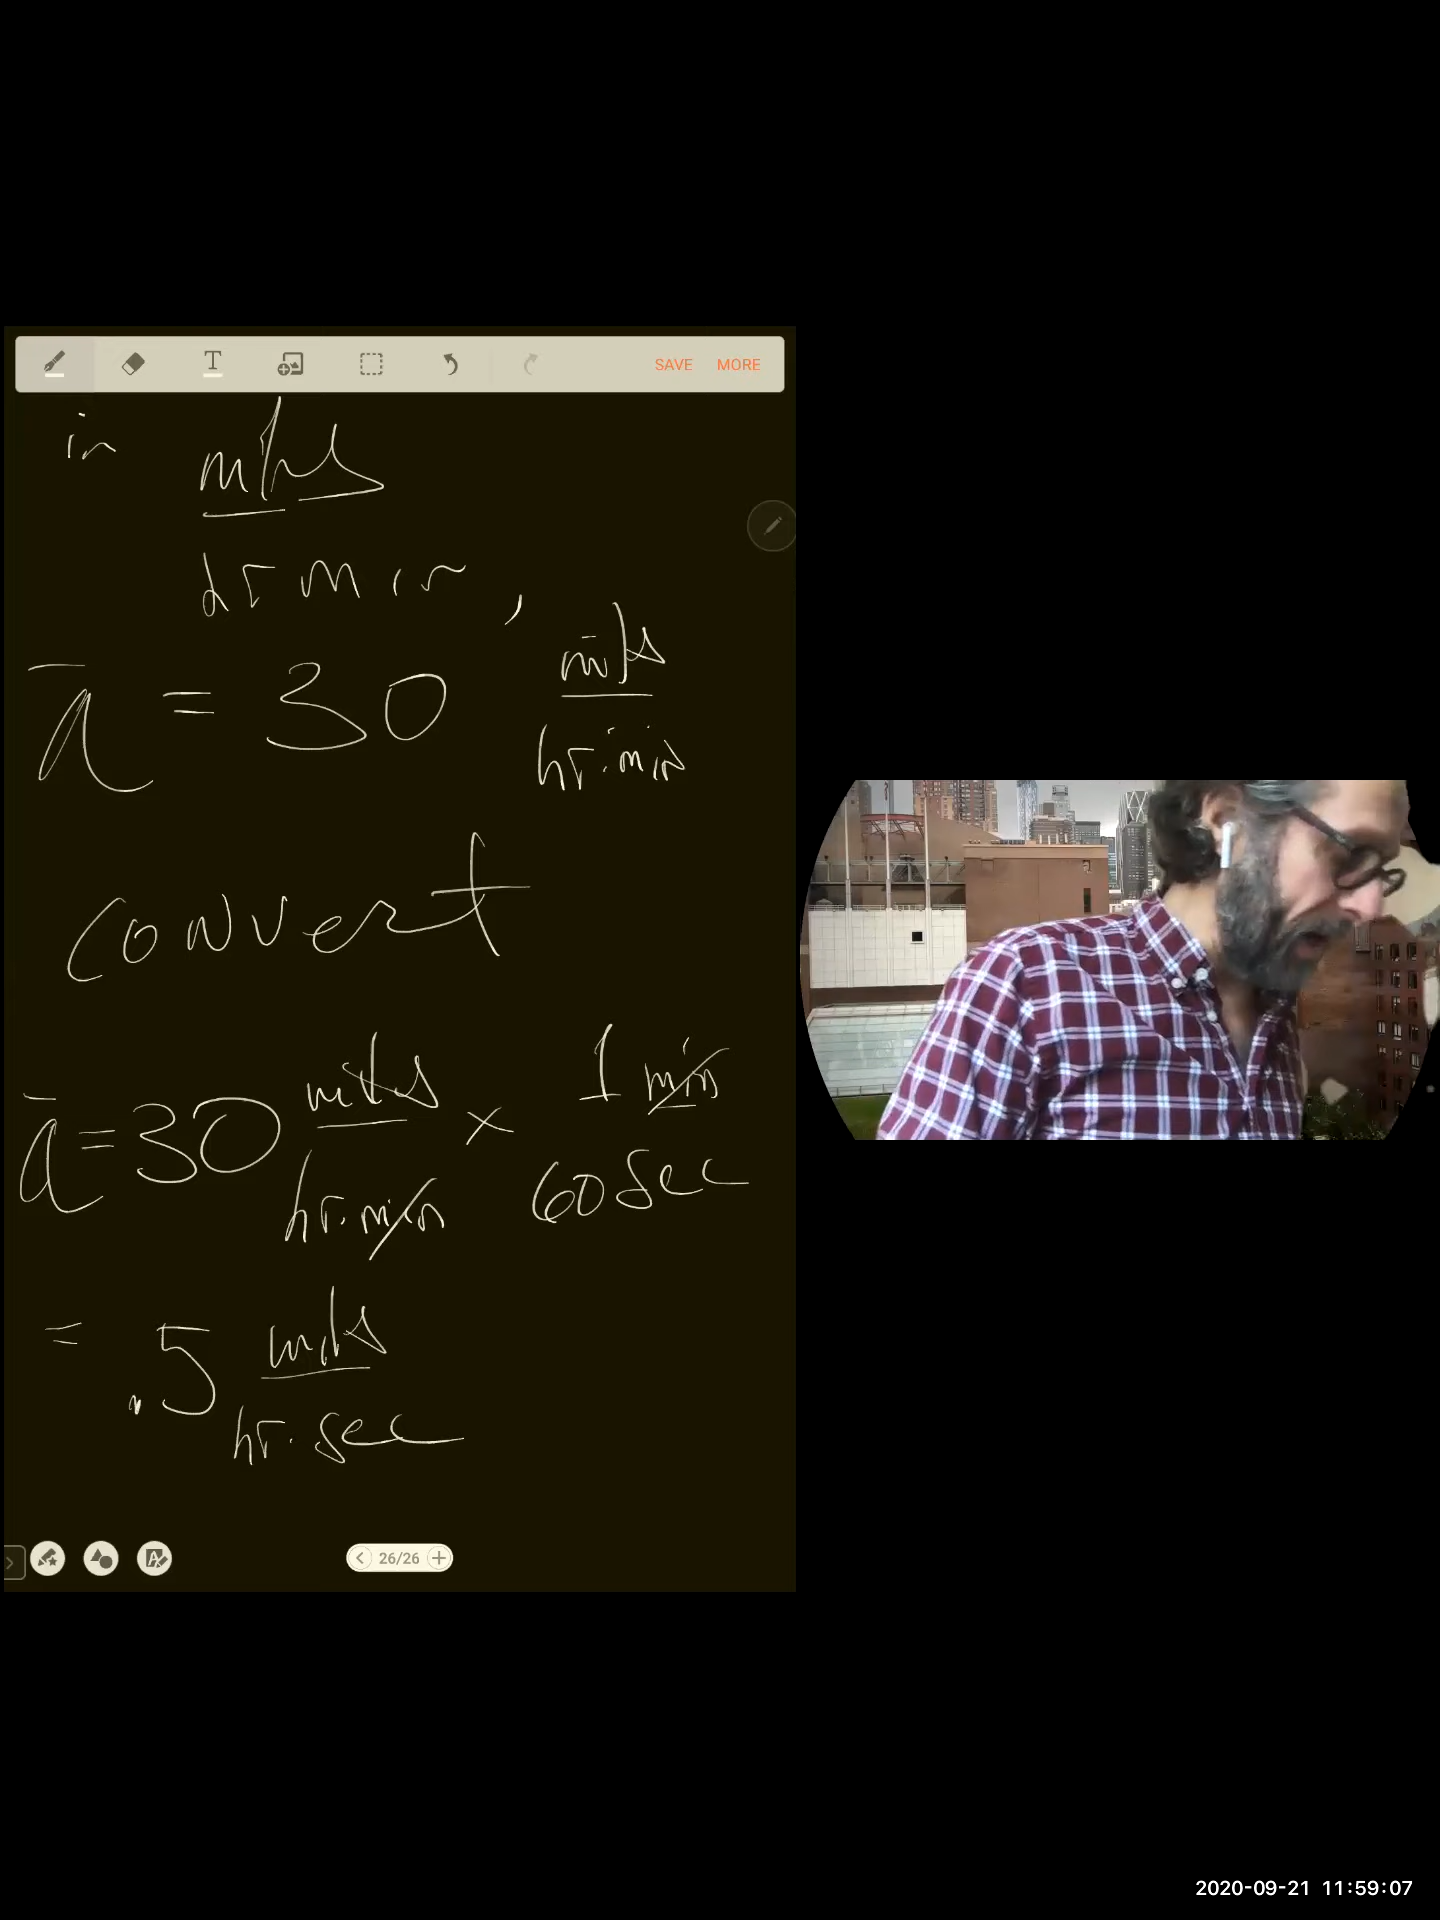 T SAVE MORE
in miles
hr min,
ā = 30 miles
hr·min
convert
ā = 30 miles × 1 min
hr·min 60 sec
= .5 miles
hr·sec
A 26/26
2020-09-21 11:59:07